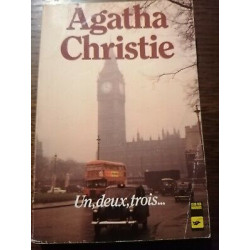 Agatha
Christie
Un, deux, trois...